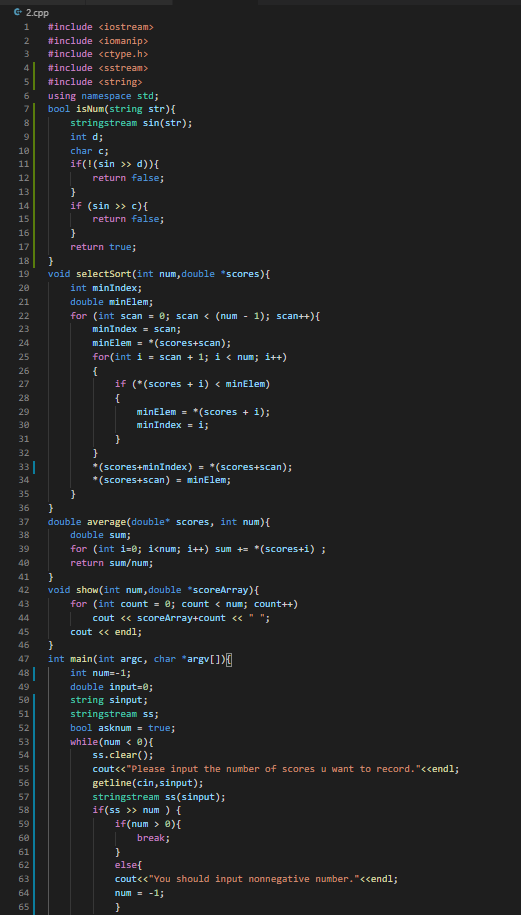 2.cpp
1 #include <iostream>
2 #include <iomanip>
3 #include <ctype.h>
4 #include <sstream>
5 #include <string>
6 using namespace std;
7 bool isNum(string str){
8 stringstream sin(str);
9 int d;
10 char c;
11 if(!(sin >> d)){
12 return false;
13 }
14 if (sin >> c){
15 return false;
16 }
17 return true;
18 }
19 void selectSort(int num,double *scores){
20 int minIndex;
21 double minElem;
22 for (int scan = 0; scan < (num - 1); scan++){
23 minIndex = scan;
24 minElem = *(scores+scan);
25 for(int i = scan + 1; i < num; i++)
26 {
27 if (*(scores + i) < minElem)
28 {
29 minElem = *(scores + i);
30 minIndex = i;
31 }
32 }
33 *(scores+minIndex) = *(scores+scan);
34 *(scores+scan) = minElem;
35 }
36 }
37 double average(double* scores, int num){
38 double sum;
39 for (int i=0; i<num; i++) sum += *(scores+i) ;
40 return sum/num;
41 }
42 void show(int num,double *scoreArray){
43 for (int count = 0; count < num; count++)
44 cout << scoreArray+count << " ";
45 cout << endl;
46 }
47 int main(int argc, char *argv[]){
48 int num=-1;
49 double input=0;
50 string sinput;
51 stringstream ss;
52 bool asknum = true;
53 while(num < 0){
54 ss.clear();
55 cout<<"Please input the number of scores u want to record."<<endl;
56 getline(cin,sinput);
57 stringstream ss(sinput);
58 if(ss >> num ) {
59 if(num > 0){
60 break;
61 }
62 else{
63 cout<<"You should input nonnegative number."<<endl;
64 num = -1;
65 }